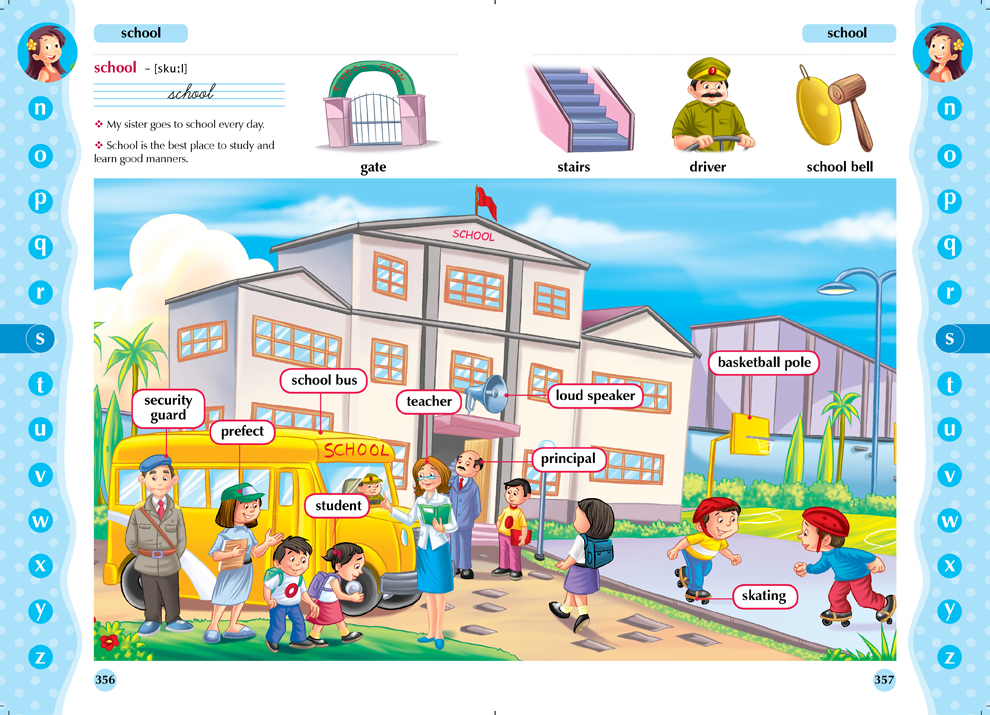 school
school
school – [sku:l]
school
❖ My sister goes to school every day.
❖ School is the best place to study and
learn good manners.
gate
stairs
driver
school bell
SCHOOL
basketball pole
school bus
security
guard
teacher
loud speaker
prefect
SCHOOL
principal
student
skating
n
o
p
q
r
s
t
u
v
w
x
y
z
n
o
p
q
r
s
t
u
v
w
x
y
z
356
357